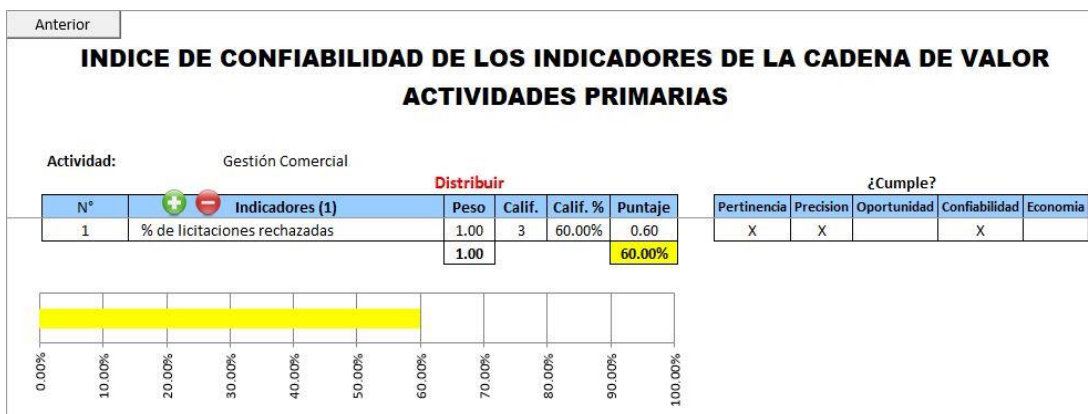 Anterior
INDICE DE CONFIABILIDAD DE LOS INDICADORES DE LA CADENA DE VALOR
ACTIVIDADES PRIMARIAS
Actividad: Gestión Comercial
Distribuir ¿Cumple?
N° Indicadores (1) Peso Calif. Calif. % Puntaje Pertinencia Precision Oportunidad Confiabilidad Economia
1 % de licitaciones rechazadas 1.00 3 60.00% 0.60 X X X
1.00 60.00%
0.00% 10.00% 20.00% 30.00% 40.00% 50.00% 60.00% 70.00% 80.00% 90.00% 100.00%